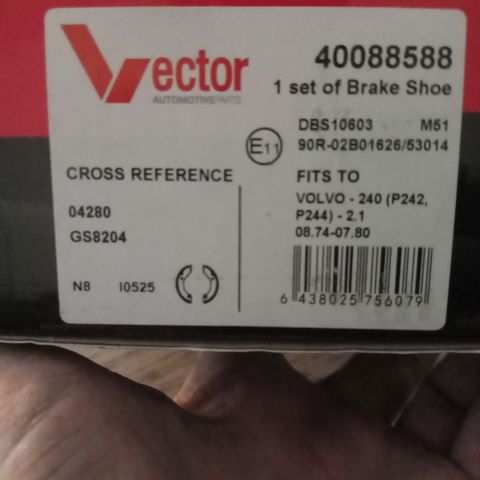 Vector
AUTOMOTIVEPARTS
40088588
1 set of Brake Shoe
DBS10603 M51
E11 90R-02B01626/53014
CROSS REFERENCE
04280
GS8204
N8 I0525
FITS TO
VOLVO - 240 (P242,
P244) - 2.1
08.74-07.80
6 438025 756079